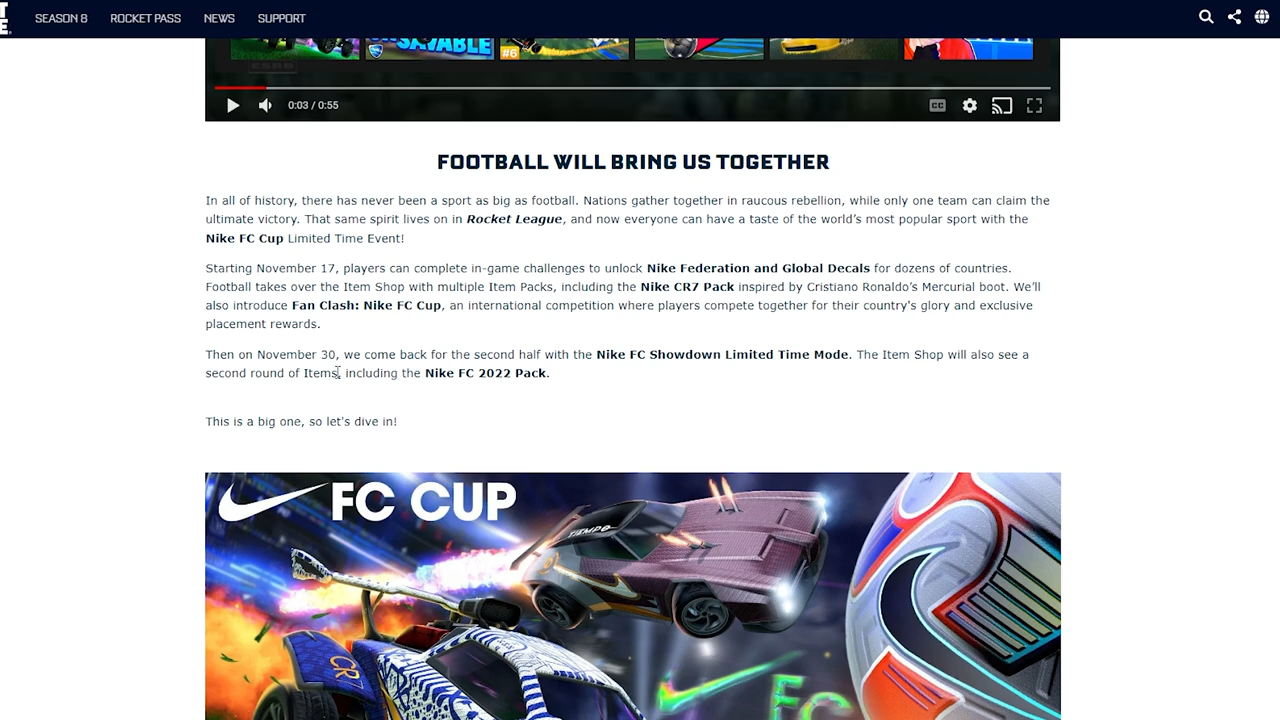 SEASON 8 ROCKET PASS NEWS SUPPORT
#6
0:03 / 0:55
CC
FOOTBALL WILL BRING US TOGETHER
In all of history, there has never been a sport as big as football. Nations gather together in raucous rebellion, while only one team can claim the
ultimate victory. That same spirit lives on in Rocket League, and now everyone can have a taste of the world’s most popular sport with the
Nike FC Cup Limited Time Event!
Starting November 17, players can complete in-game challenges to unlock Nike Federation and Global Decals for dozens of countries.
Football takes over the Item Shop with multiple Item Packs, including the Nike CR7 Pack inspired by Cristiano Ronaldo’s Mercurial boot. We’ll
also introduce Fan Clash: Nike FC Cup, an international competition where players compete together for their country's glory and exclusive
placement rewards.
Then on November 30, we come back for the second half with the Nike FC Showdown Limited Time Mode. The Item Shop will also see a
second round of Items, including the Nike FC 2022 Pack.
This is a big one, so let's dive in!
FC CUP
TIEMPO
CR7
FC